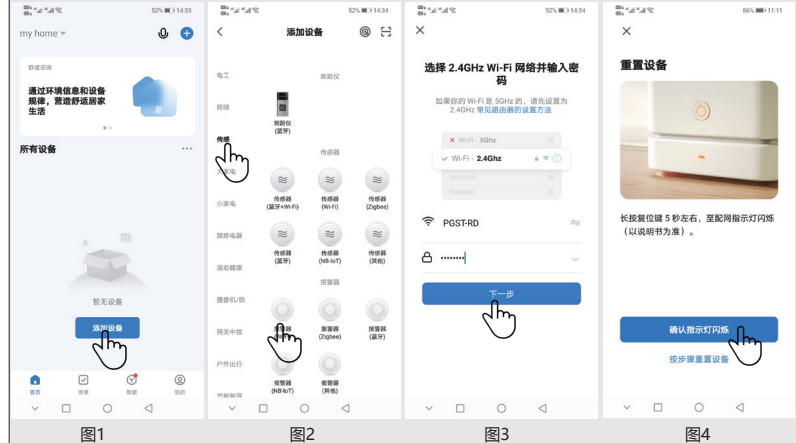 52% 14:33
my home
舒适空间
通过环境信息和设备
规律，营造舒适居家
生活
所有设备
暂无设备
添加设备
首页
场景
智能
我的
图1
52% 14:34
添加设备
电工
照明
传感
大家电
小家电
厨房电器
运动健康
摄像机/锁
网关中控
户外出行
测距仪
测距仪
(蓝牙)
传感器
传感器
(蓝牙+Wi-Fi)
传感器
(Wi-Fi)
传感器
(Zigbee)
传感器
(蓝牙)
传感器
(NB-IoT)
传感器
(其他)
报警器
报警器
(Zigbee)
报警器
(蓝牙)
报警器
(NB-IoT)
报警器
(其他)
图2
52% 14:34
选择 2.4GHz Wi-Fi 网络并输入密
码
如果你的 Wi-Fi 是 5GHz 的，请先设置为
2.4GHz 常见路由器的设置方法
Wi-Fi - 5Ghz
Wi-Fi - 2.4Ghz
PGST-RD
下一步
图3
86% 11:11
重置设备
长按复位键 5 秒左右，至配网指示灯闪烁
（以说明书为准）。
确认指示灯闪烁
按步骤重置设备
图4